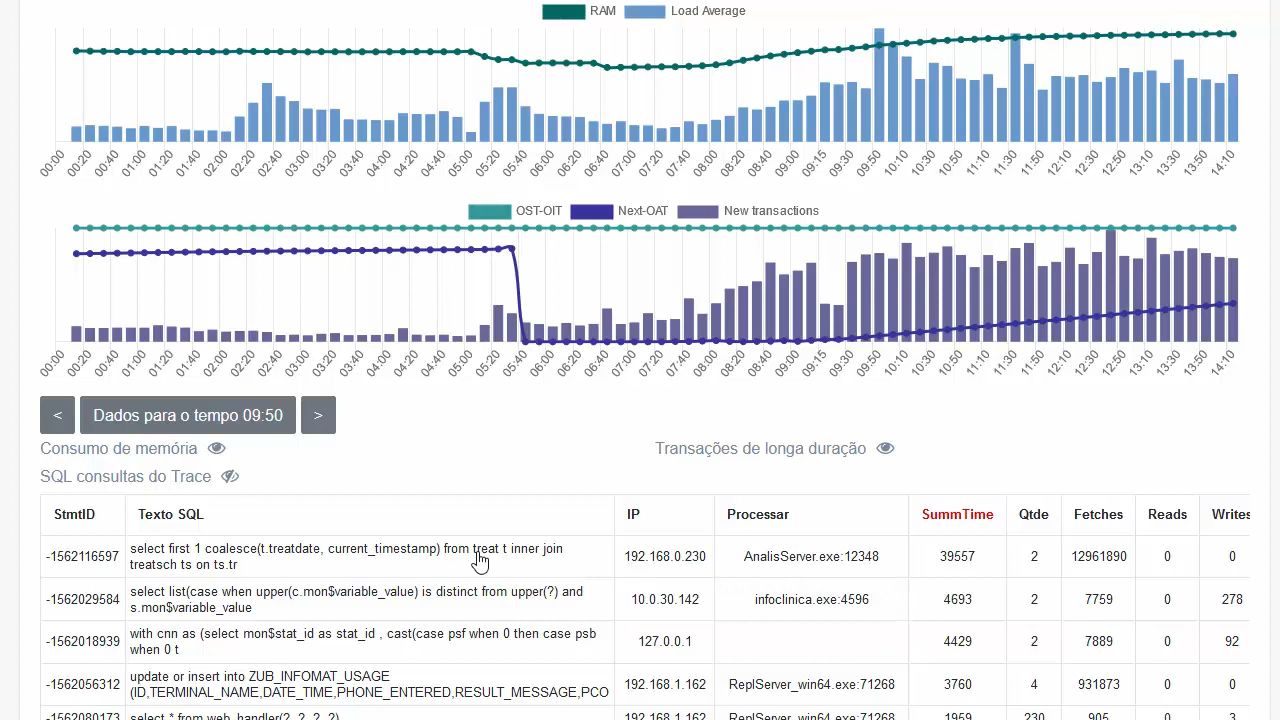 RAM Load Average
00:00 00:20 00:40 01:00 01:20 01:40 02:00 02:20 02:40 03:00 03:20 03:40 04:00 04:20 04:40 05:00 05:20 05:40 06:00 06:20 06:40 07:00 07:20 07:40 08:00 08:20 08:40 09:00 09:15 09:30 09:50 10:10 10:30 10:50 11:10 11:30 11:50 12:10 12:30 12:50 13:10 13:30 13:50 14:10
OST-OIT Next-OAT New transactions
00:00 00:20 00:40 01:00 01:20 01:40 02:00 02:20 02:40 03:00 03:20 03:40 04:00 04:20 04:40 05:00 05:20 05:40 06:00 06:20 06:40 07:00 07:20 07:40 08:00 08:20 08:40 09:00 09:15 09:30 09:50 10:10 10:30 10:50 11:10 11:30 11:50 12:10 12:30 12:50 13:10 13:30 13:50 14:10
< Dados para o tempo 09:50 >
Consumo de memória Transações de longa duração
SQL consultas do Trace
StmtID Texto SQL IP Processar SummTime Qtde Fetches Reads Writes
-1562116597 select first 1 coalesce(t.treatdate, current_timestamp) from treat t inner join 192.168.0.230 AnalisServer.exe:12348 39557 2 12961890 0 0
treatsch ts on ts.tr
-1562029584 select list(case when upper(c.mon$variable_value) is distinct from upper(?) and 10.0.30.142 infoclinica.exe:4596 4693 2 7759 0 278
s.mon$variable_value
-1562018939 with cnn as (select mon$stat_id as stat_id , cast(case psf when 0 then case psb 127.0.0.1 4429 2 7889 0 92
when 0 t
-1562056312 update or insert into ZUB_INFOMAT_USAGE 192.168.1.162 ReplServer_win64.exe:71268 3760 4 931873 0 0
(ID,TERMINAL_NAME,DATE_TIME,PHONE_ENTERED,RESULT_MESSAGE,PCO
-1562080173 select * from web_handler(?, ?, ?, ?) 192.168.1.162 ReplServer_win64.exe:71268 1959 230 905 0 3